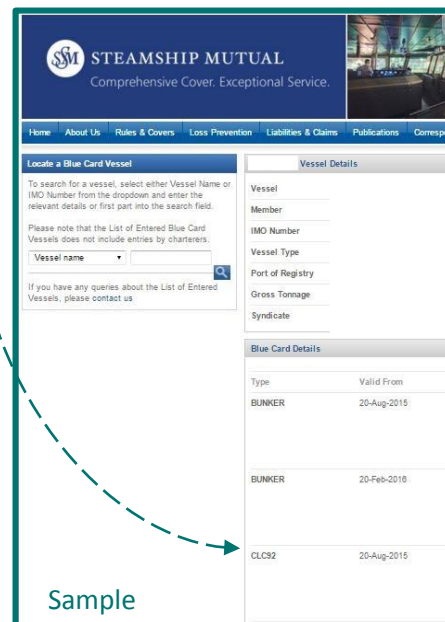 SSM STEAMSHIP MUTUAL
Comprehensive Cover. Exceptional Service.
Home About Us Rules & Covers Loss Prevention Liabilities & Claims Publications
Locate a Blue Card Vessel
To search for a vessel, select either Vessel Name or
IMO Number from the dropdown and enter the
relevant details or first part into the search field.
Please note that the List of Entered Blue Card
Vessels does not include entries by charterers.
Vessel name
If you have any queries about the List of Entered
Vessels, please contact us
Vessel Details
Vessel
Member
IMO Number
Vessel Type
Port of Registry
Gross Tonnage
Syndicate
Blue Card Details
Type Valid From
BUNKER 20-Aug-2015
BUNKER 20-Feb-2016
CLC92 20-Aug-2015
Sample